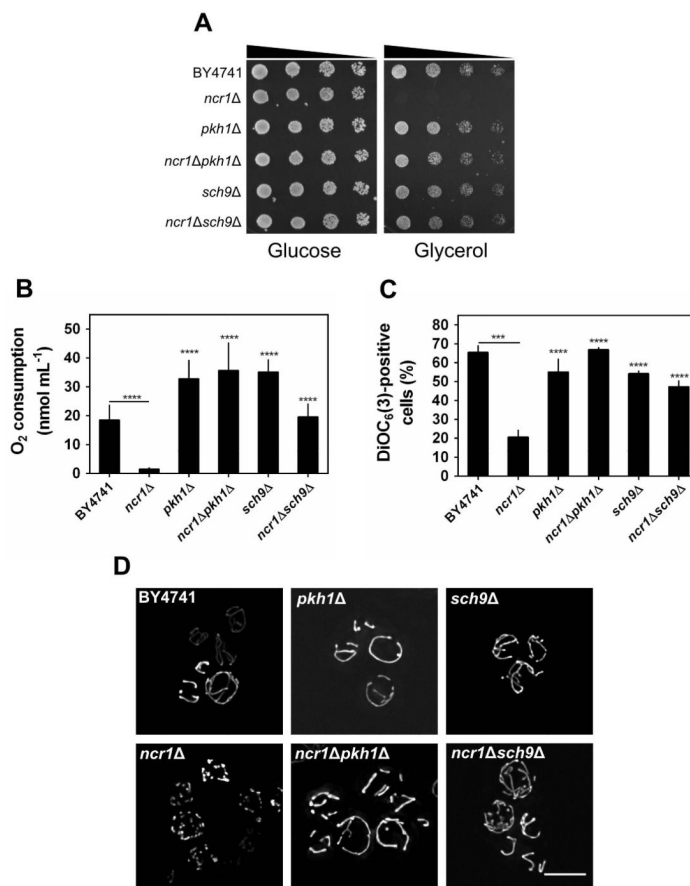 A
BY4741
ncr1Δ
pkh1Δ
ncr1Δpkh1Δ
sch9Δ
ncr1Δsch9Δ
Glucose
Glycerol
B
O₂ consumption
(nmol mL⁻¹)
50
40
30
20
10
0
****
****
****
****
****
BY4741
ncr1Δ
pkh1Δ
ncr1Δpkh1Δ
sch9Δ
ncr1Δsch9Δ
C
DiOC₆(3)-positive
cells (%)
80
70
60
50
40
30
20
10
0
***
****
****
****
****
BY4741
ncr1Δ
pkh1Δ
ncr1Δpkh1Δ
sch9Δ
ncr1Δsch9Δ
D
BY4741
pkh1Δ
sch9Δ
ncr1Δ
ncr1Δpkh1Δ
ncr1Δsch9Δ